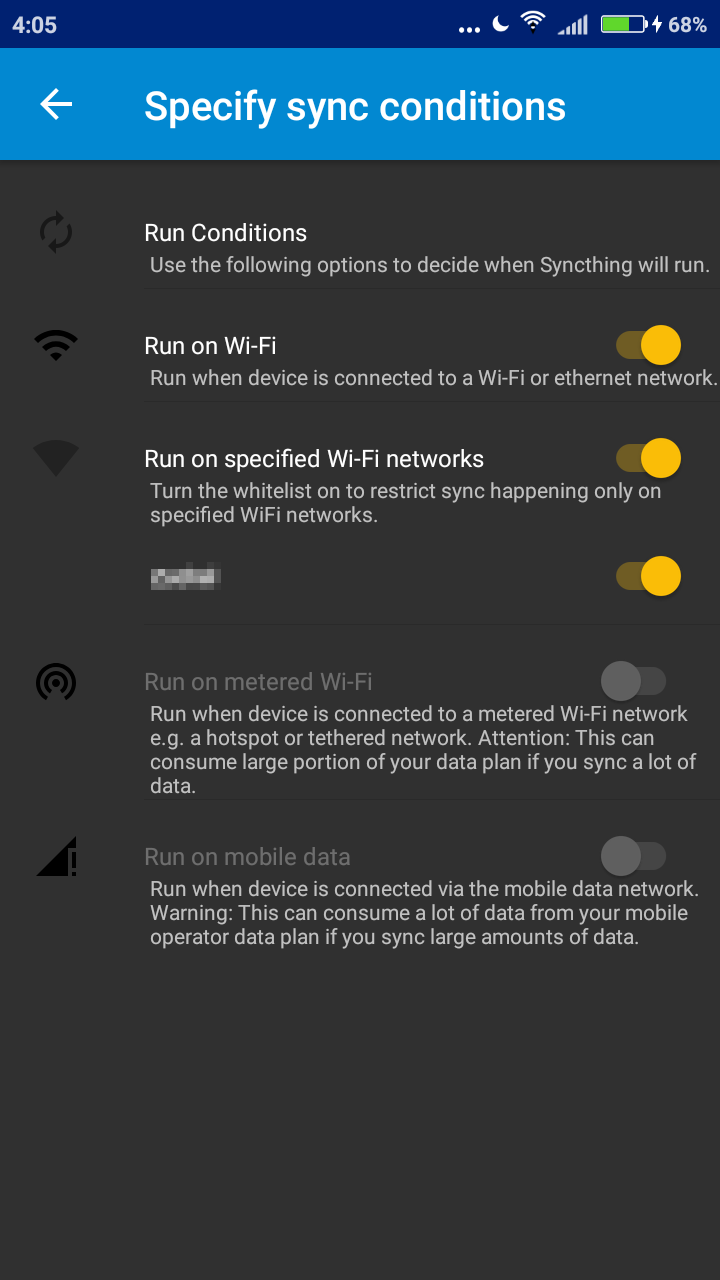 4:05
68%
Specify sync conditions
Run Conditions
Use the following options to decide when Syncthing will run.
Run on Wi-Fi
Run when device is connected to a Wi-Fi or ethernet network.
Run on specified Wi-Fi networks
Turn the whitelist on to restrict sync happening only on
specified WiFi networks.
Run on metered Wi-Fi
Run when device is connected to a metered Wi-Fi network
e.g. a hotspot or tethered network. Attention: This can
consume large portion of your data plan if you sync a lot of
data.
Run on mobile data
Run when device is connected via the mobile data network.
Warning: This can consume a lot of data from your mobile
operator data plan if you sync large amounts of data.